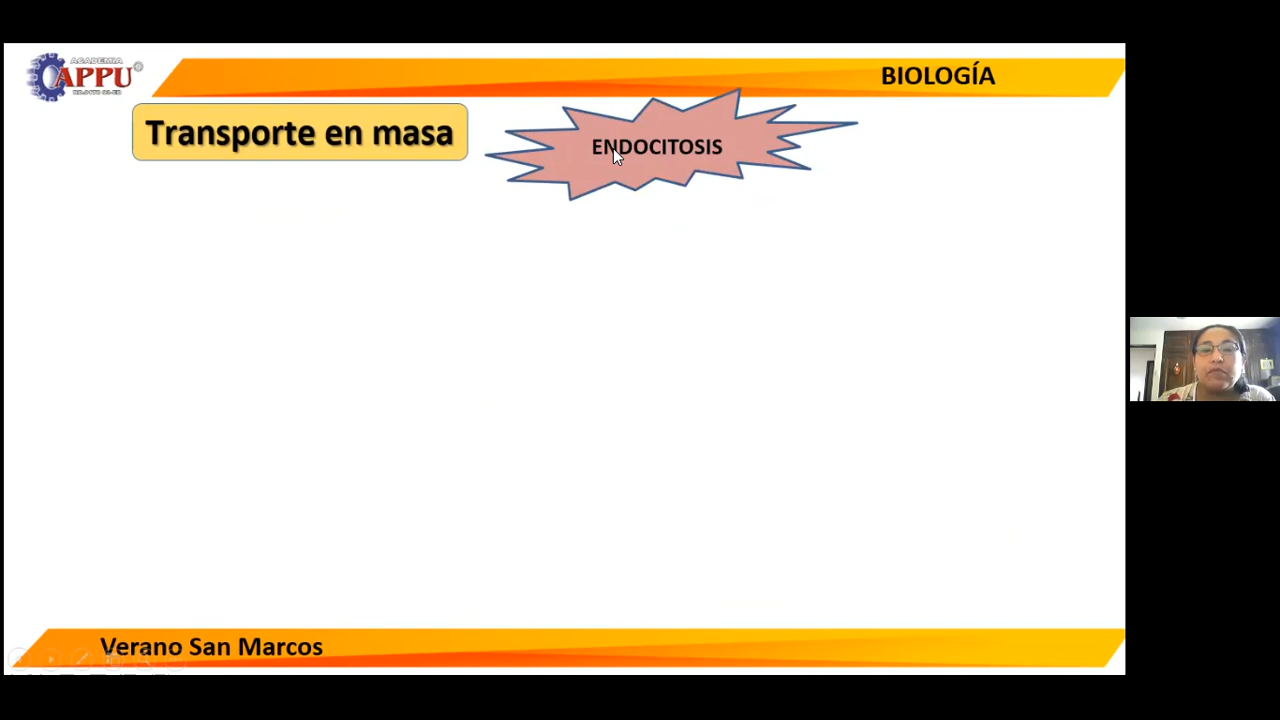 ACADEMIA
APPU
BIOLOGÍA
Transporte en masa
ENDOCITOSIS
Verano San Marcos